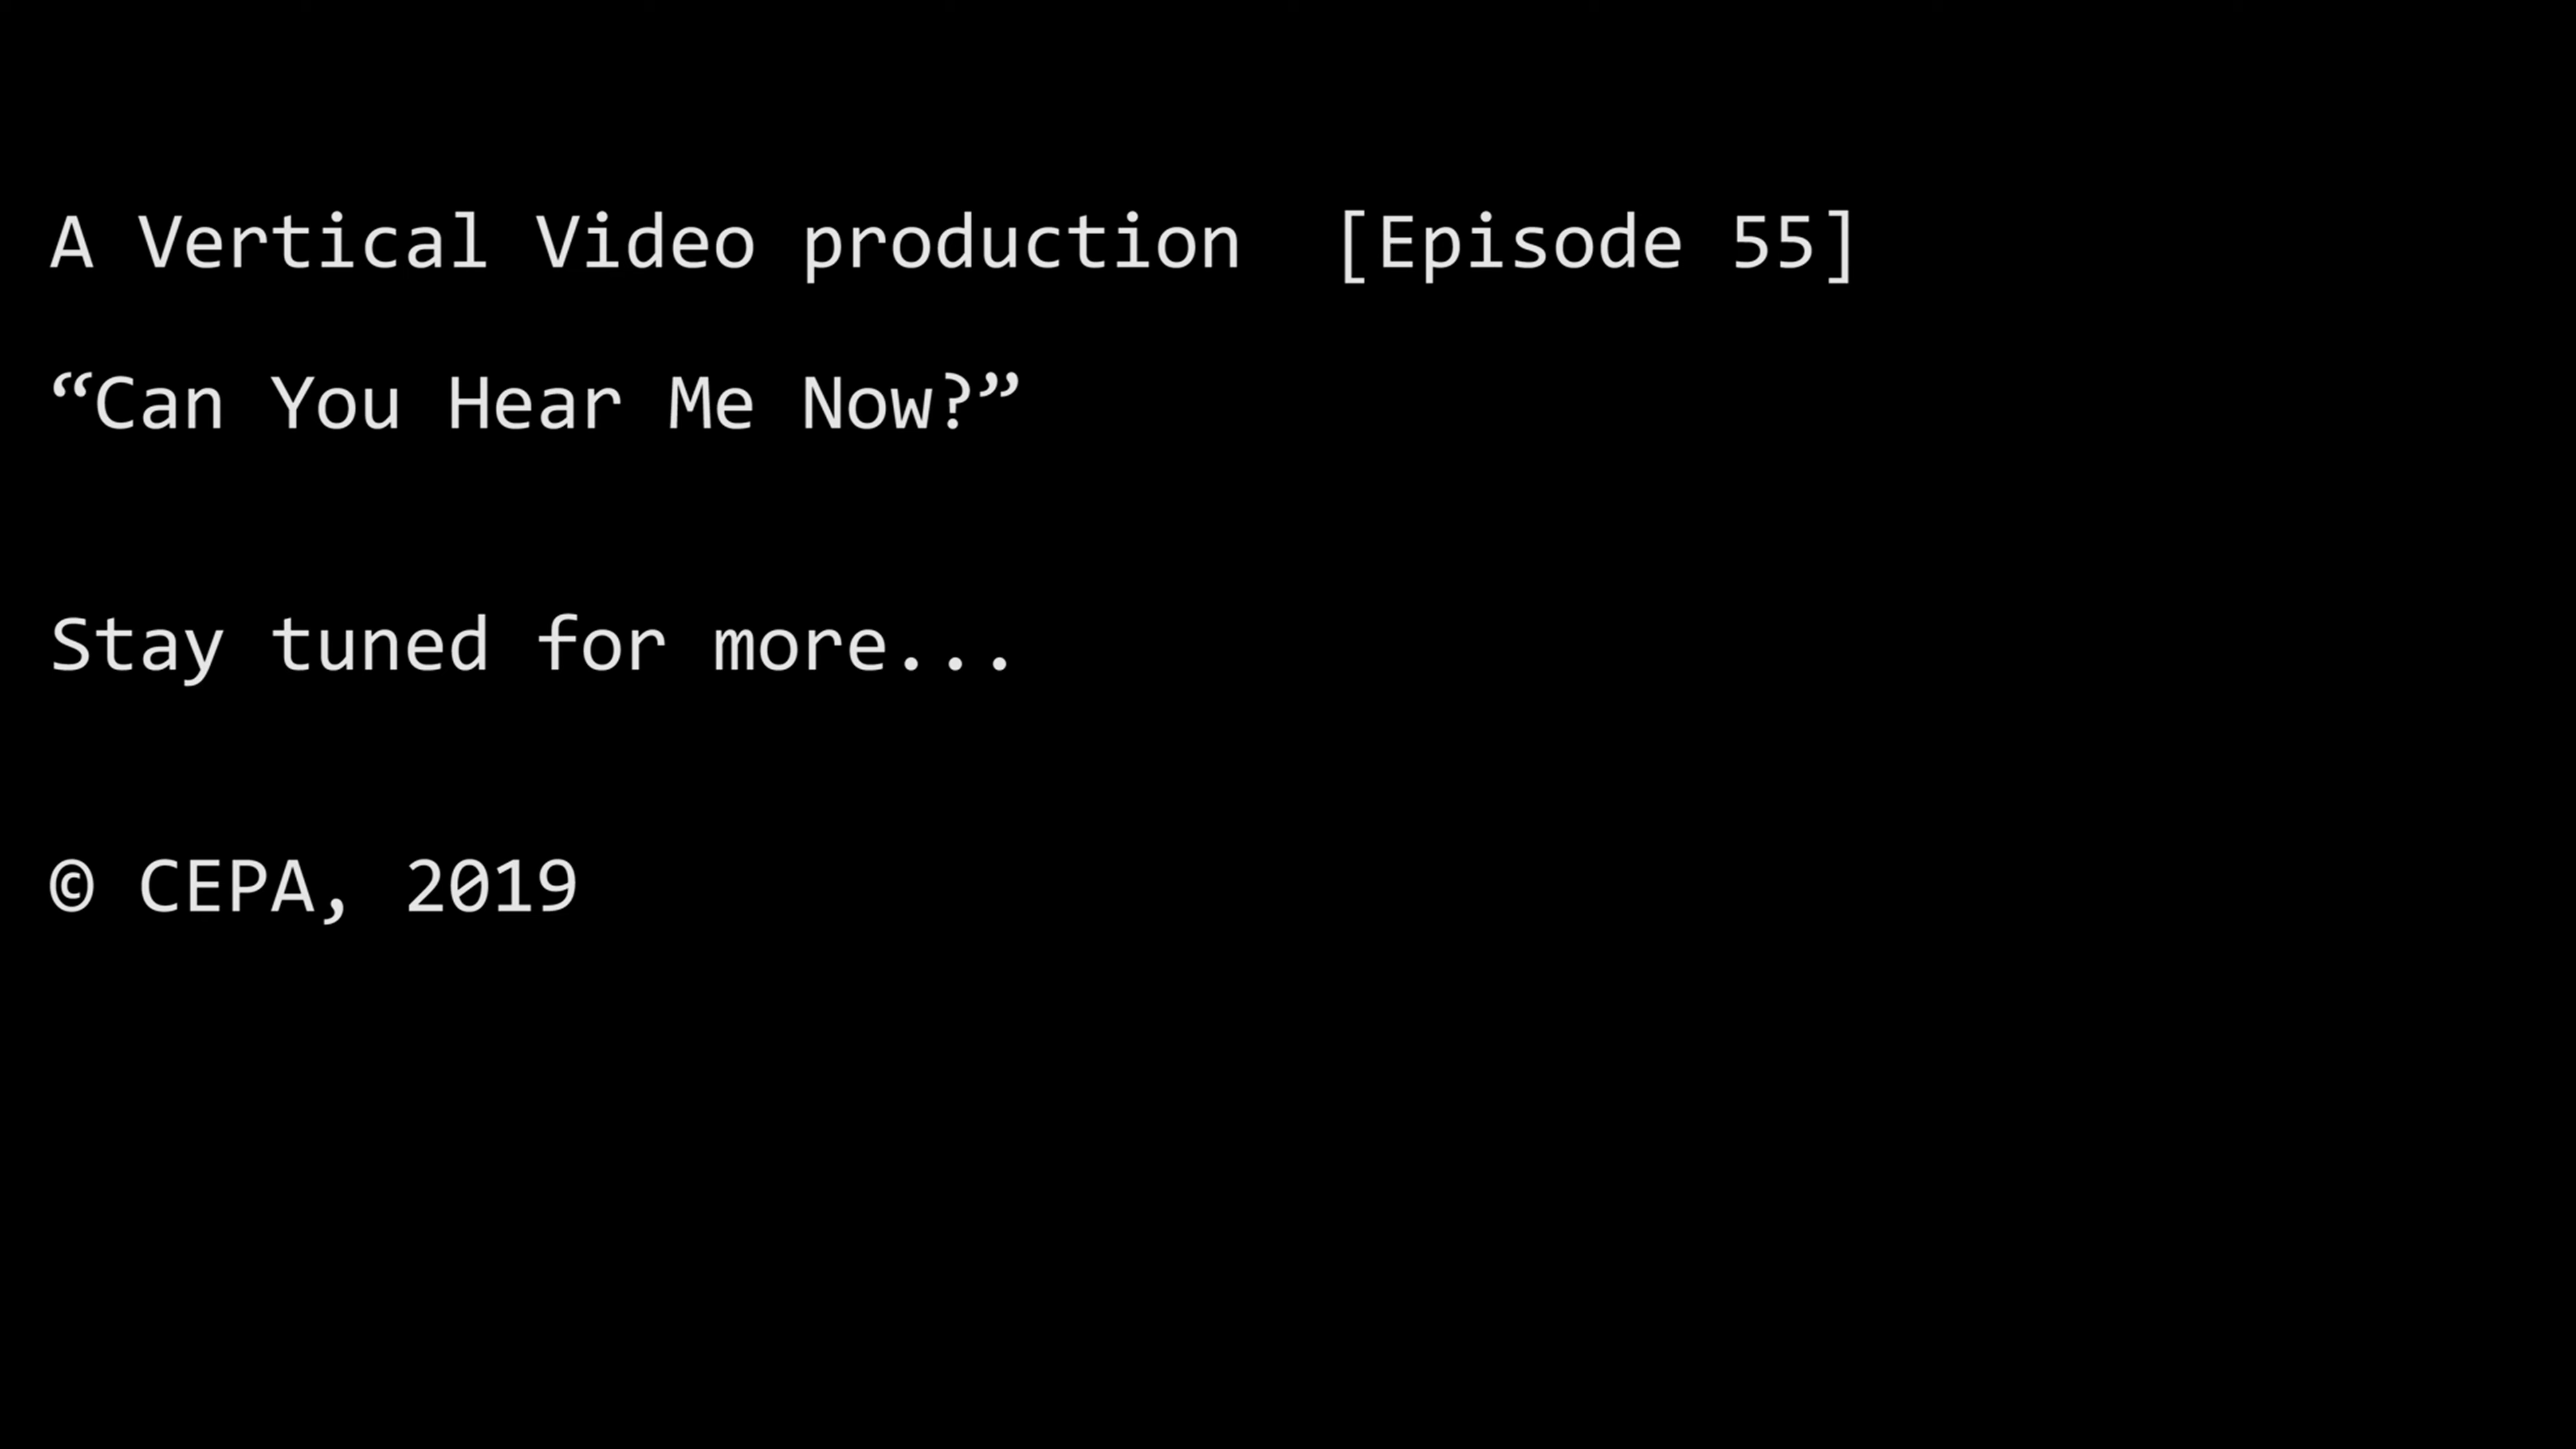 A Vertical Video production  [Episode 55]
“Can You Hear Me Now?”
Stay tuned for more...
© CEPA, 2019